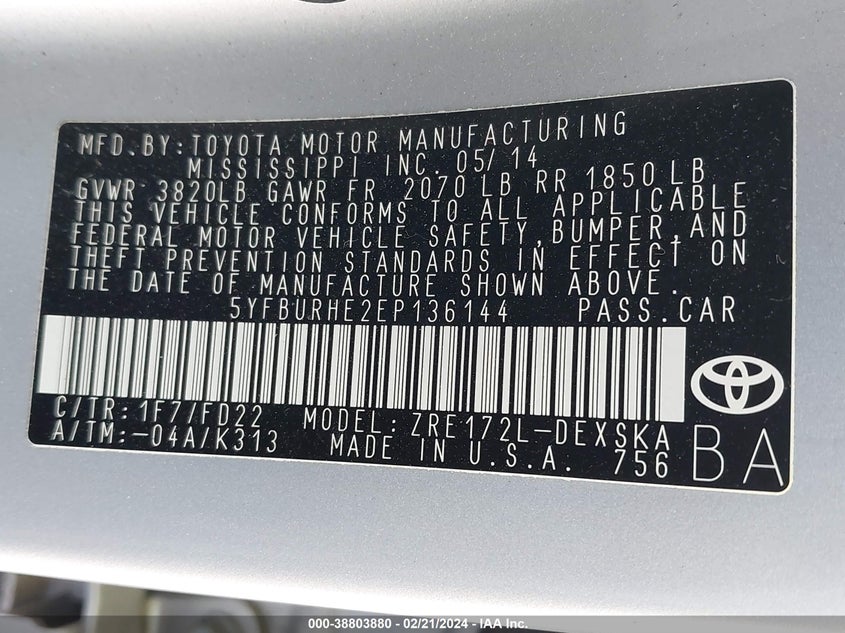 MFD.BY:TOYOTA MOTOR MANUFACTURING
MISSISSIPPI INC. 05/14
GVWR 3820LB GAWR FR 2070 LB RR 1850 LB
THIS VEHICLE CONFORMS TO ALL APPLICABLE
FEDERAL MOTOR VEHICLE SAFETY,BUMPER,AND
THEFT PREVENTION STANDARDS IN EFFECT ON
THE DATE OF MANUFACTURE SHOWN ABOVE.
5YFBURHE2EP136144 PASS.CAR
C/TR:1F7/FD22 MODEL:ZRE172L-DEXSKA
A/TM:-04A/K313 MADE IN U.S.A. 756
BA
000-38803880 - 02/21/2024 - IAA Inc.